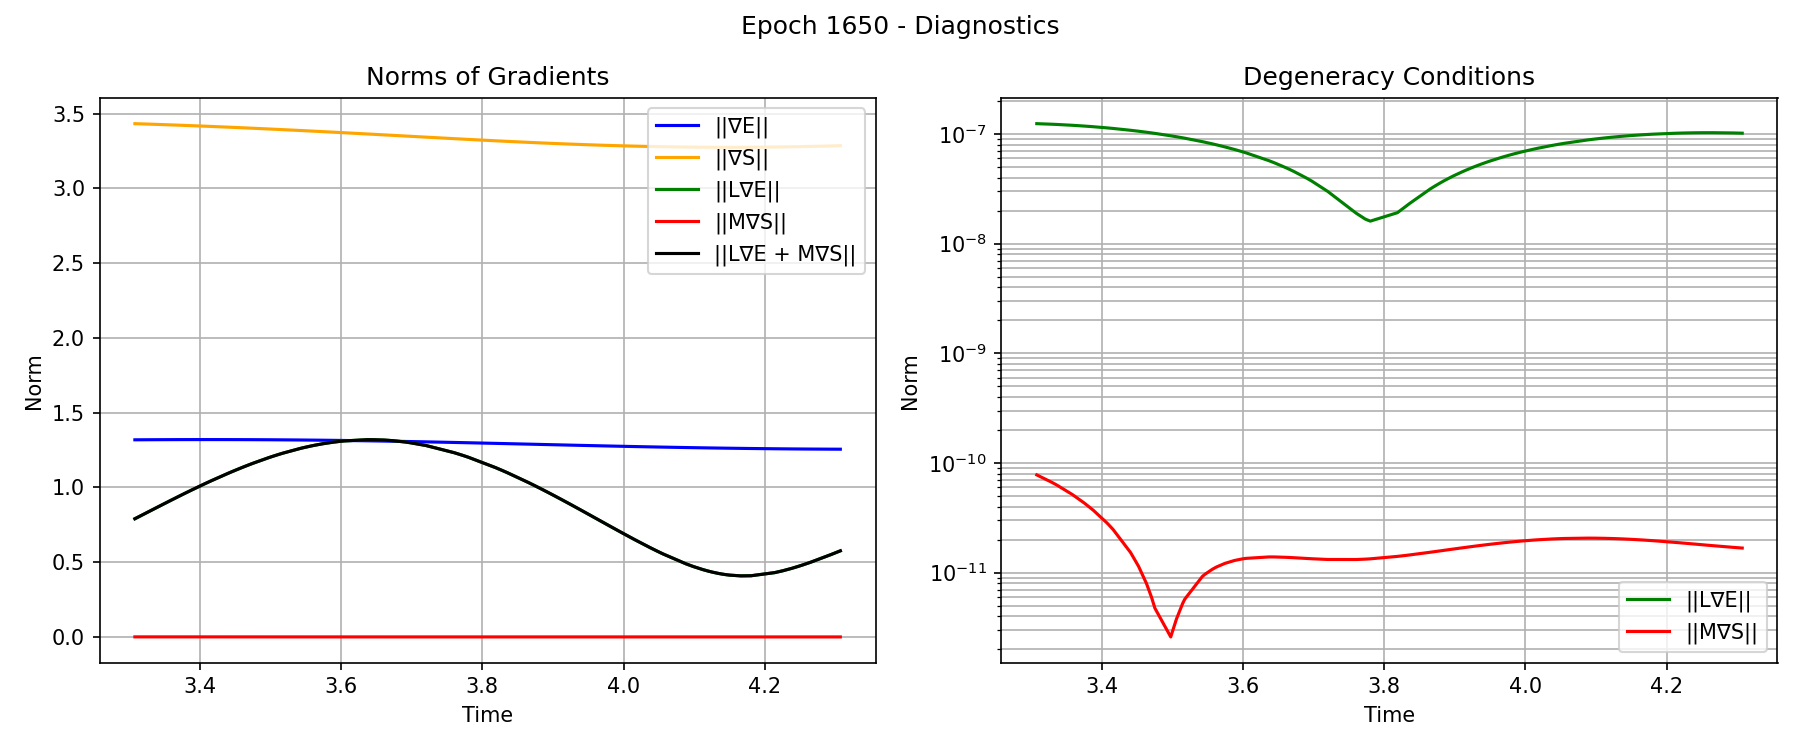 Epoch 1650 - Diagnostics
Norms of Gradients
Norm
3.5
3.0
2.5
2.0
1.5
1.0
0.5
0.0
||∇E||
||∇S||
||L∇E||
||M∇S||
||L∇E + M∇S||
3.4 3.6 3.8 4.0 4.2
Time
Degeneracy Conditions
Norm
10⁻⁷
10⁻⁸
10⁻⁹
10⁻¹⁰
10⁻¹¹
||L∇E||
||M∇S||
3.4 3.6 3.8 4.0 4.2
Time